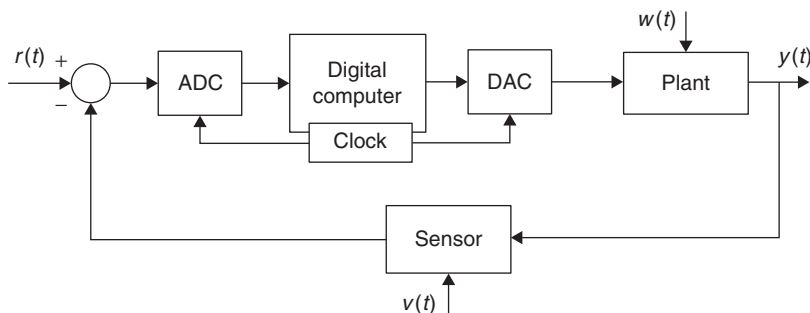 w(t)
r(t)
+
−
ADC
Digital
computer
Clock
DAC
Plant
y(t)
Sensor
v(t)